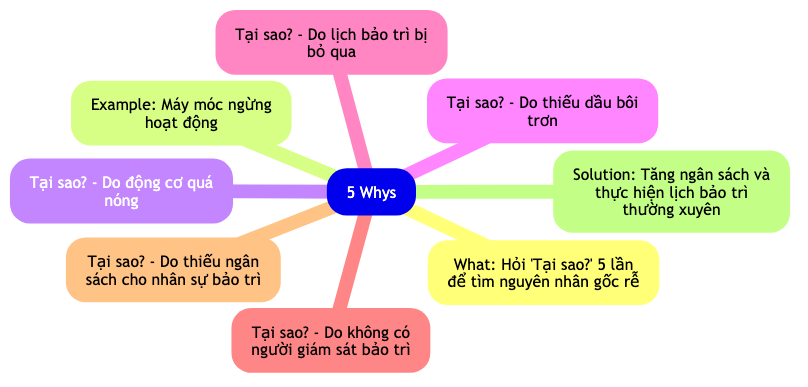 Tại sao? - Do lịch bảo trì bị
bỏ qua
Example: Máy móc ngừng
hoạt động
Tại sao? - Do thiếu dầu bôi
trơn
Tại sao? - Do động cơ quá
nóng
5 Whys
Solution: Tăng ngân sách và
thực hiện lịch bảo trì
thường xuyên
Tại sao? - Do thiếu ngân
sách cho nhân sự bảo trì
What: Hỏi 'Tại sao?' 5 lần
để tìm nguyên nhân gốc rễ
Tại sao? - Do không có
người giám sát bảo trì